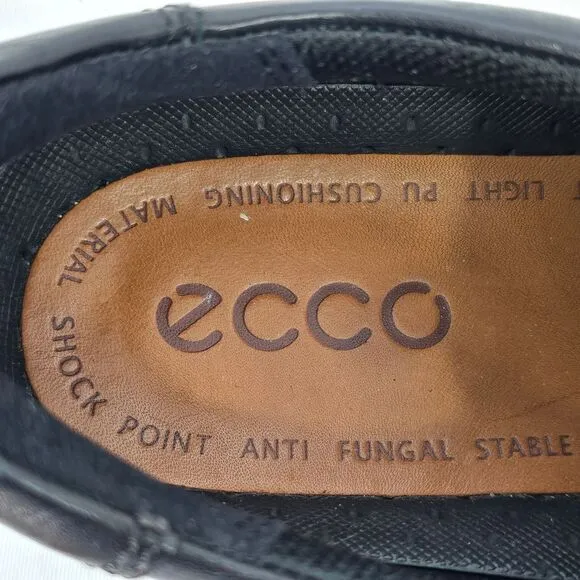 LIGHT PU CUSHIONING MATERIAL SHOCK POINT ANTI FUNGAL STABLE
ecco